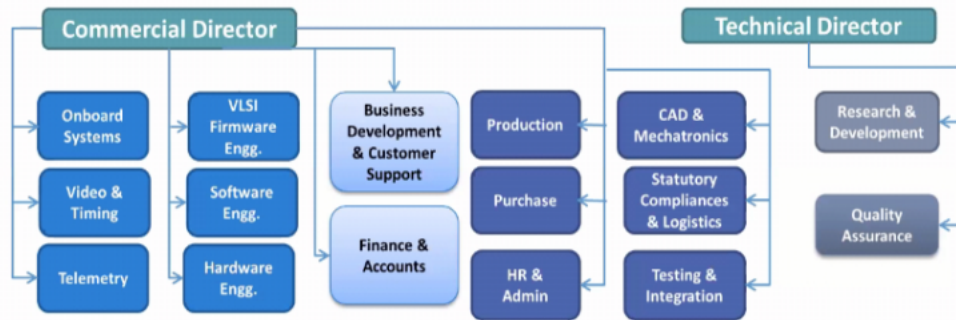 Commercial Director
Technical Director
Onboard
Systems
VLSI
Firmware
Engg.
Business
Development
& Customer
Support
Production
CAD &
Mechatronics
Research &
Development
Video &
Timing
Software
Engg.
Purchase
Statutory
Compliances
& Logistics
Quality
Assurance
Telemetry
Hardware
Engg.
Finance &
Accounts
HR &
Admin
Testing &
Integration